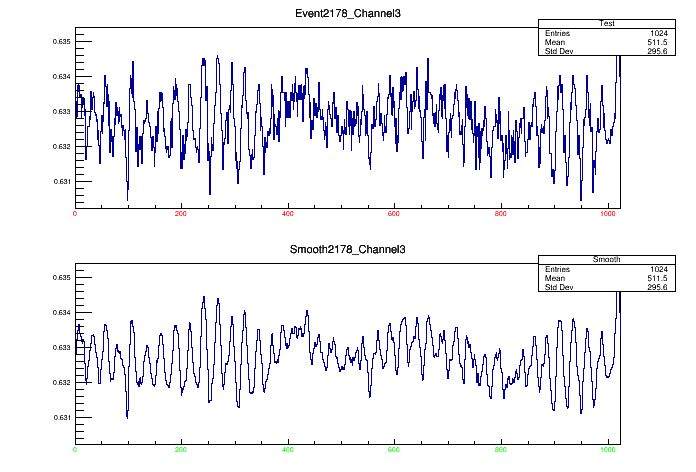 Event2178_Channel3
Test
Entries 1024
Mean 511.5
Std Dev 295.6
0.635
0.634
0.633
0.632
0.631
0 200 400 600 800 1000
Smooth2178_Channel3
Smooth
Entries 1024
Mean 511.5
Std Dev 295.6
0.635
0.634
0.633
0.632
0.631
0 200 400 600 800 1000